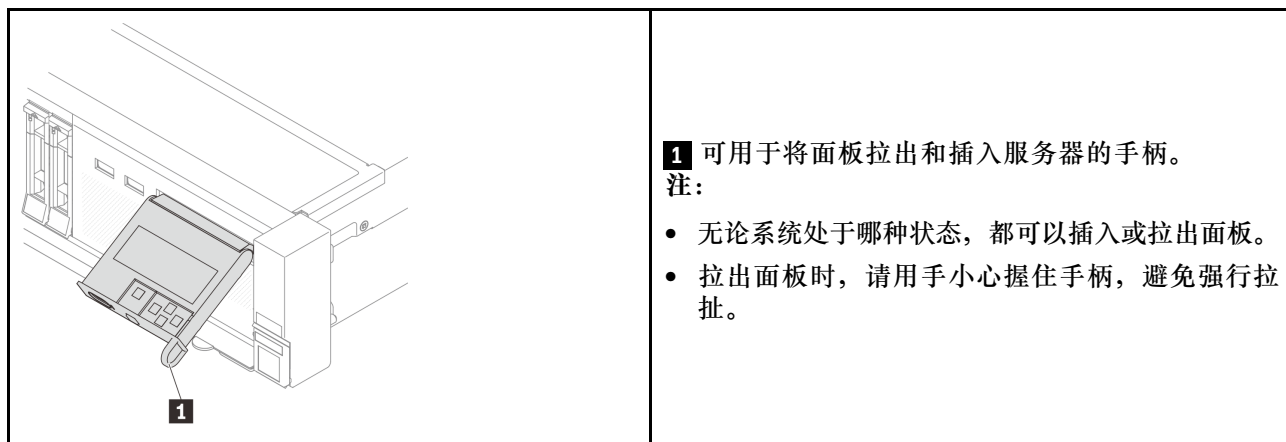 1
1 可用于将面板拉出和插入服务器的手柄。
注：
• 无论系统处于哪种状态，都可以插入或拉出面板。
• 拉出面板时，请用手小心握住手柄，避免强行拉
扯。